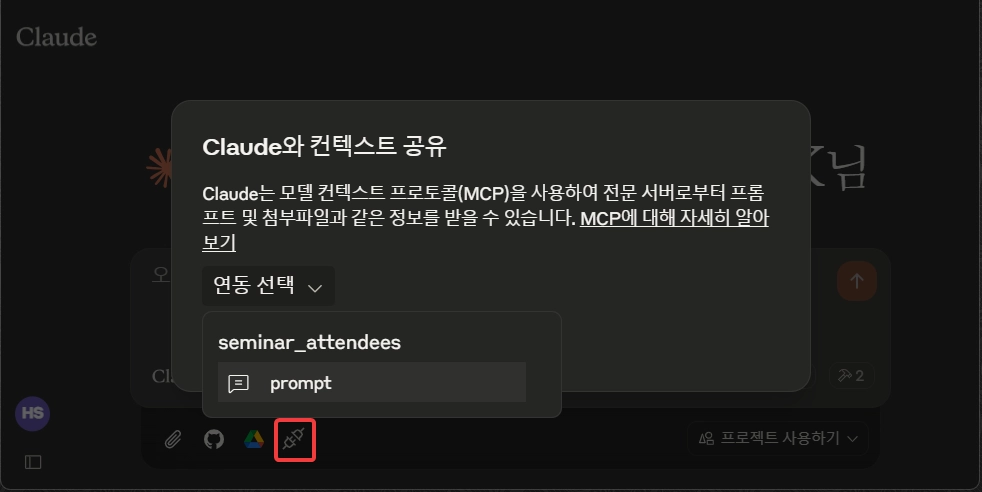 Claude
Claude와 컨텍스트 공유
K님
Claude는 모델 컨텍스트 프로토콜(MCP)을 사용하여 전문 서버로부터 프롬
프트 및 첨부파일과 같은 정보를 받을 수 있습니다. MCP에 대해 자세히 알아
보기
오
연동 선택
seminar_attendees
prompt
Cl
2
HS
프로젝트 사용하기